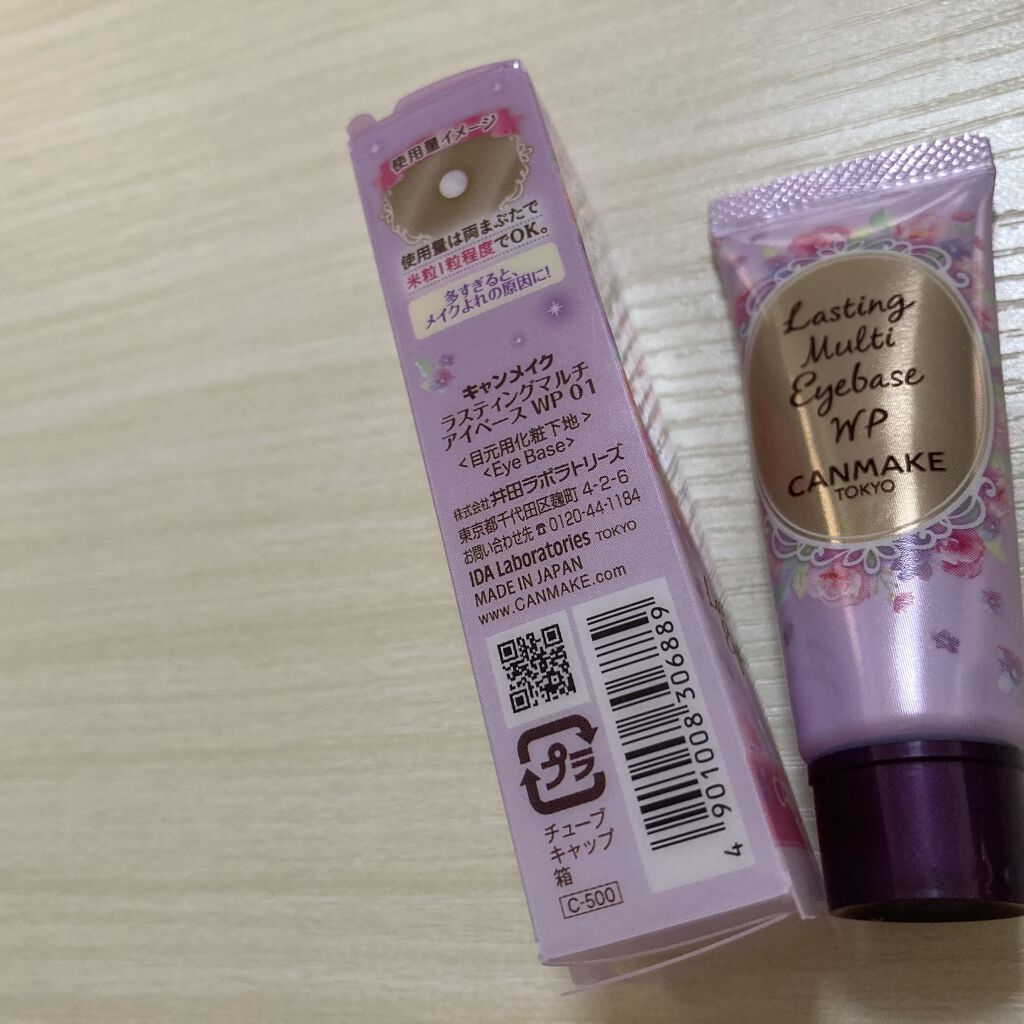 使用量イメージ
使用量は両まぶたで
米粒1粒程度でOK。
多すぎると、
メイクよれの原因に!
キャンメイク
ラスティングマルチ
アイベース WP 01
<目元用化粧下地>
<Eye Base>
株式会社 井田ラボラトリーズ
東京都千代田区麹町 4-2-6
お問い合わせ先 ☎ 0120-44-1184
IDA Laboratories TOKYO
MADE IN JAPAN
www.CANMAKE.com
4 901008 306889
プラ
チューブ
キャップ
箱
C-500
Lasting
Multi
Eyebase
WP
CANMAKE
TOKYO